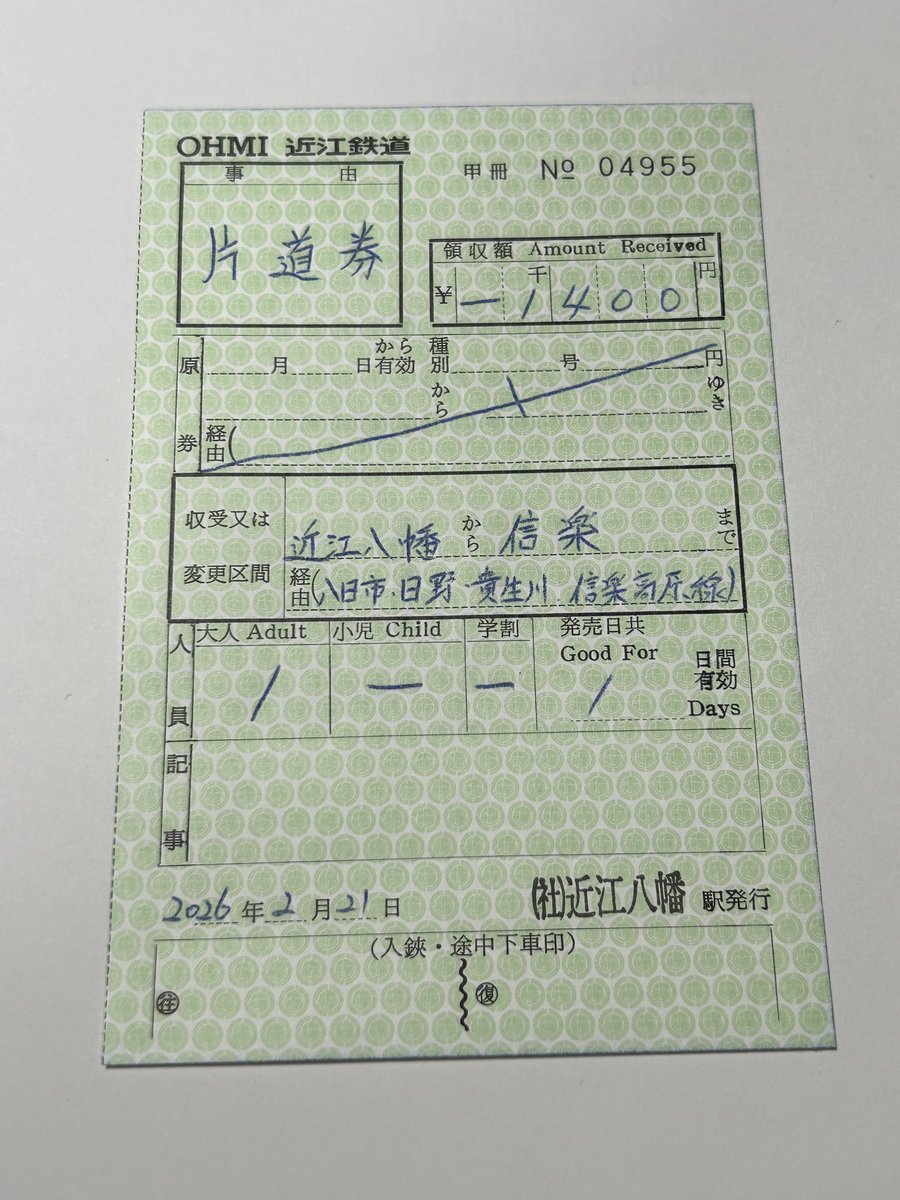 OHMI 近江鉄道
甲冊 № 04955
事由
片道券
領収額 Amount Received
千 円
¥ ー 1 4 0 0
原券
月 日から有効 種別 号 円
から ゆき
経由(
収受又は変更区間
近江八幡 から 信楽 まで
経由(八日市.日野 貴生川 信楽高原線)
人員
大人 Adult 小児 Child 学割 発売日共
Good For 日間有効
1 ー ー 1 Days
記事
2026年2月21日 (社)近江八幡 駅発行
(入鋏・途中下車印)
往 復